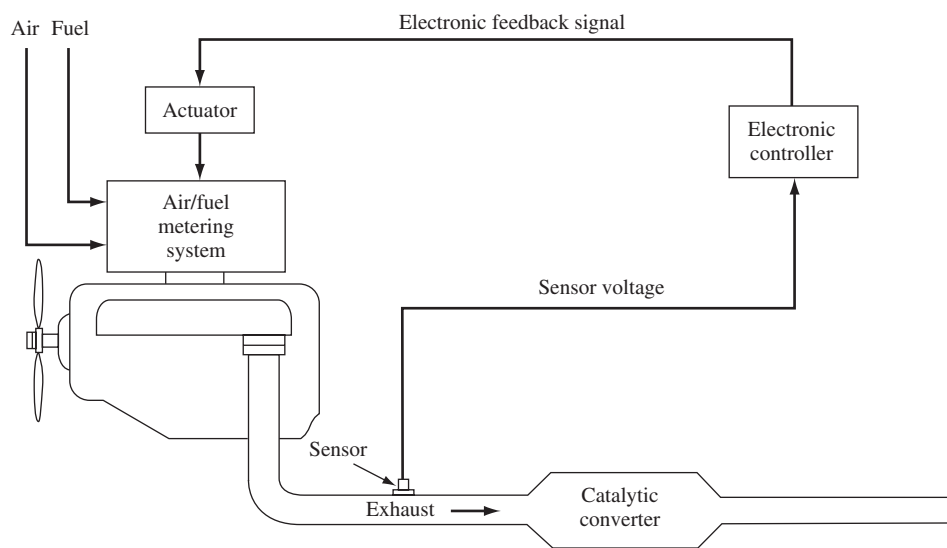 Electronic feedback signal
Air Fuel
Actuator
Electronic
controller
Air/fuel
metering
system
Sensor voltage
Sensor
Exhaust
Catalytic
converter